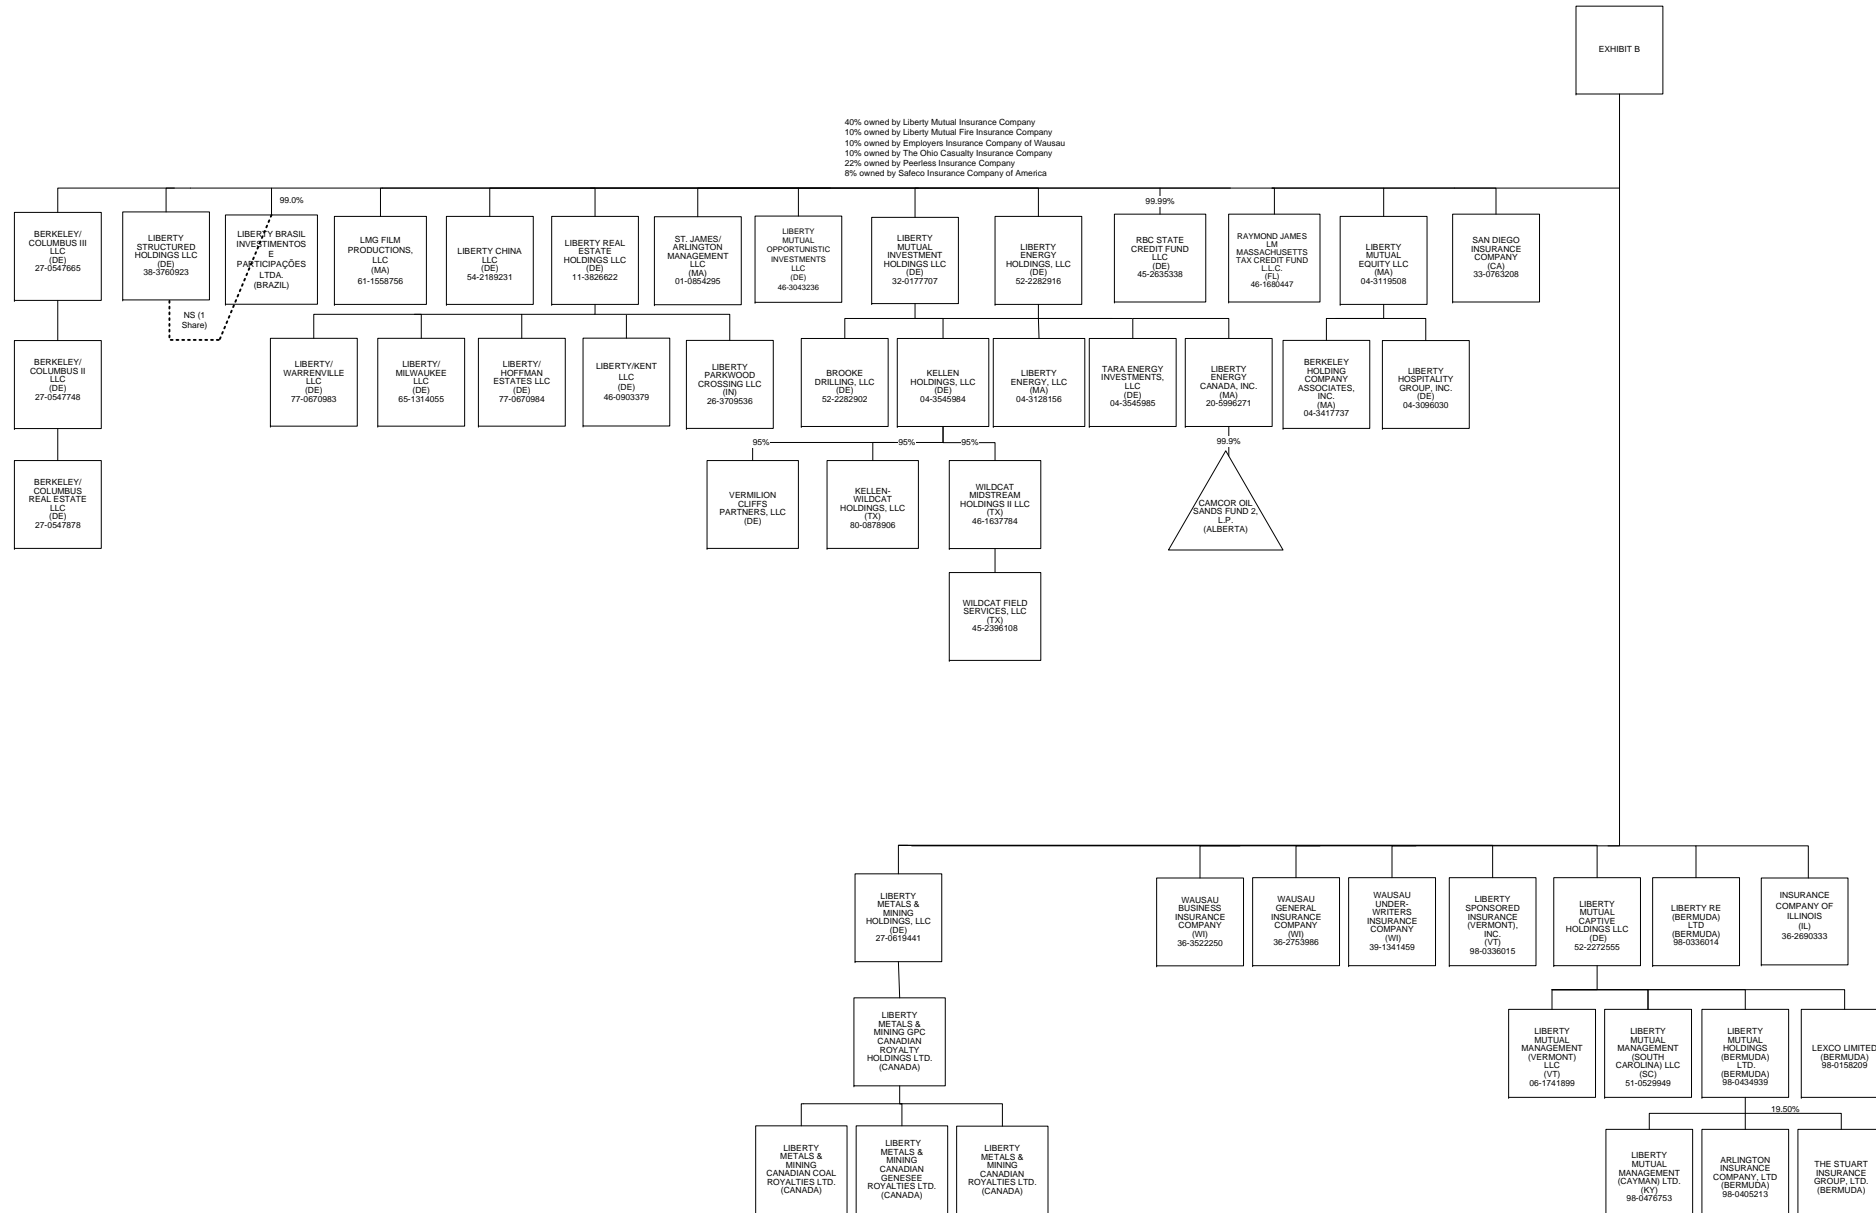 EXHIBIT B
40% owned by Liberty Mutual Insurance Company
10% owned by Liberty Mutual Fire Insurance Company
10% owned by Employers Insurance Company of Wausau
10% owned by The Ohio Casualty Insurance Company
22% owned by Peerless Insurance Company
8% owned by Safeco Insurance Company of America
99.0%
99.99%
BERKELEY/
COLUMBUS III
LLC
(DE)
27-0547665
LIBERTY
STRUCTURED
HOLDINGS LLC
(DE)
38-3760923
LIBERTY BRASIL
INVESTIMENTOS
E
PARTICIPAÇÕES
LTDA.
(BRAZIL)
LMG FILM
PRODUCTIONS,
LLC
(MA)
61-1558756
LIBERTY CHINA
LLC
(DE)
54-2189231
LIBERTY REAL
ESTATE
HOLDINGS LLC
(DE)
11-3826622
ST. JAMES/
ARLINGTON
MANAGEMENT
LLC
(MA)
01-0854295
LIBERTY
MUTUAL
OPPORTUNISTIC
INVESTMENTS
LLC
(DE)
46-3043236
LIBERTY
MUTUAL
INVESTMENT
HOLDINGS LLC
(DE)
32-0177707
LIBERTY
ENERGY
HOLDINGS, LLC
(DE)
52-2282916
RBC STATE
CREDIT FUND
LLC
(DE)
45-2635338
RAYMOND JAMES
LM
MASSACHUSETTS
TAX CREDIT FUND
L.L.C.
(FL)
46-1680447
LIBERTY
MUTUAL
EQUITY LLC
(MA)
04-3119508
SAN DIEGO
INSURANCE
COMPANY
(CA)
33-0763208
NS (1
Share)
BERKELEY/
COLUMBUS II
LLC
(DE)
27-0547748
LIBERTY/
WARRENVILLE
LLC
(DE)
77-0670983
LIBERTY/
MILWAUKEE
LLC
(DE)
65-1314055
LIBERTY/
HOFFMAN
ESTATES LLC
(DE)
77-0670984
LIBERTY/KENT
LLC
(DE)
46-0903379
LIBERTY
PARKWOOD
CROSSING LLC
(IN)
26-3709536
BROOKE
DRILLING, LLC
(DE)
52-2282902
KELLEN
HOLDINGS, LLC
(DE)
04-3545984
LIBERTY
ENERGY, LLC
(MA)
04-3128156
TARA ENERGY
INVESTMENTS,
LLC
(DE)
04-3545985
LIBERTY
ENERGY
CANADA, INC.
(MA)
20-5996271
BERKELEY
HOLDING
COMPANY
ASSOCIATES,
INC.
(MA)
04-3417737
LIBERTY
HOSPITALITY
GROUP, INC.
(DE)
04-3096030
95%
95%
95%
99.9%
BERKELEY/
COLUMBUS
REAL ESTATE
LLC
(DE)
27-0547878
VERMILION
CLIFFS
PARTNERS, LLC
(DE)
KELLEN-
WILDCAT
HOLDINGS, LLC
(TX)
80-0878906
WILDCAT
MIDSTREAM
HOLDINGS II LLC
(TX)
46-1637784
CAMCOR OIL
SANDS FUND 2,
L.P.
(ALBERTA)
WILDCAT FIELD
SERVICES, LLC
(TX)
45-2396108
LIBERTY
METALS &
MINING
HOLDINGS, LLC
(DE)
27-0619441
WAUSAU
BUSINESS
INSURANCE
COMPANY
(WI)
36-3522250
WAUSAU
GENERAL
INSURANCE
COMPANY
(WI)
36-2753986
WAUSAU
UNDER-
WRITERS
INSURANCE
COMPANY
(WI)
39-1341459
LIBERTY
SPONSORED
INSURANCE
(VERMONT),
INC.
(VT)
98-0336015
LIBERTY
MUTUAL
CAPTIVE
HOLDINGS LLC
(DE)
52-2272555
LIBERTY RE
(BERMUDA)
LTD
(BERMUDA)
98-0336014
INSURANCE
COMPANY OF
ILLINOIS
(IL)
36-2690333
LIBERTY
METALS &
MINING GPC
CANADIAN
ROYALTY
HOLDINGS LTD.
(CANADA)
LIBERTY
MUTUAL
MANAGEMENT
(VERMONT)
LLC
(VT)
06-1741899
LIBERTY
MUTUAL
MANAGEMENT
(SOUTH
CAROLINA) LLC
(SC)
51-0529949
LIBERTY
MUTUAL
HOLDINGS
(BERMUDA)
LTD.
(BERMUDA)
98-0434939
LEXCO LIMITED
(BERMUDA)
98-0158209
19.50%
LIBERTY
METALS &
MINING
CANADIAN COAL
ROYALTIES LTD.
(CANADA)
LIBERTY
METALS &
MINING
CANADIAN
GENESEE
ROYALTIES LTD.
(CANADA)
LIBERTY
METALS &
MINING
CANADIAN
ROYALTIES LTD.
(CANADA)
LIBERTY
MUTUAL
MANAGEMENT
(CAYMAN) LTD.
(KY)
98-0476753
ARLINGTON
INSURANCE
COMPANY, LTD
(BERMUDA)
98-0405213
THE STUART
INSURANCE
GROUP, LTD.
(BERMUDA)